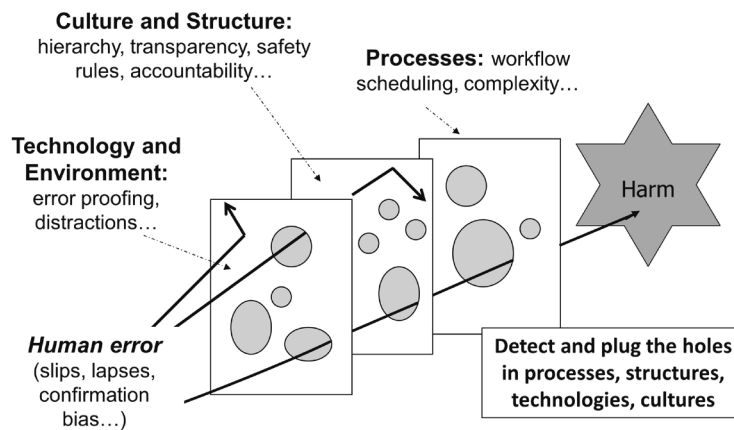 Culture and Structure:
hierarchy, transparency, safety
rules, accountability…
Processes: workflow
scheduling, complexity…
Technology and
Environment:
error proofing,
distractions…
Harm
Human error
(slips, lapses,
confirmation
bias…)
Detect and plug the holes
in processes, structures,
technologies, cultures